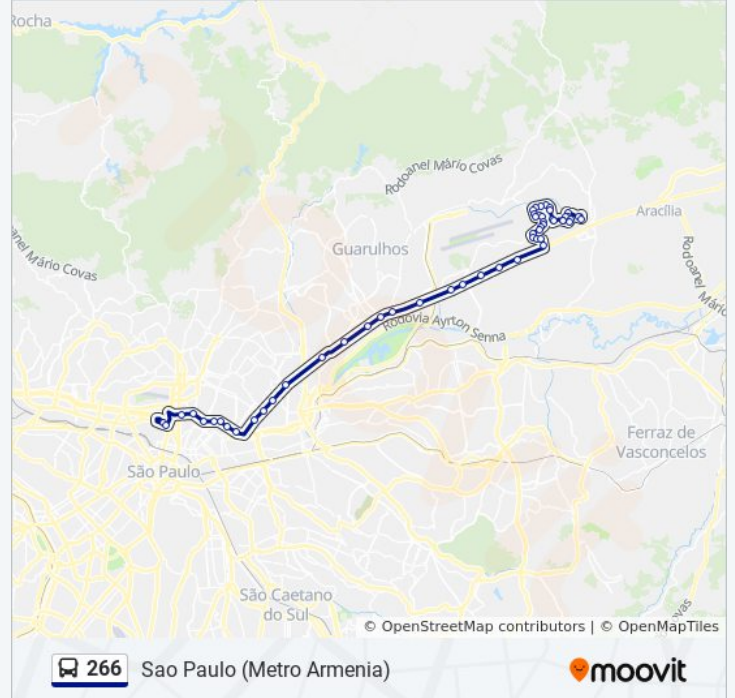 Rocha
Rodoanel Mário Covas
Aracília
Guarulhos
anel Mário Covas
Rodoanel Mário
Rodovia Ayrton Senna
Ferraz de
Vasconcelos
São Paulo
São Caetano
do Sul
vas
© OpenStreetMap contributors | © OpenMapTiles
266 Sao Paulo (Metro Armenia)
moovit